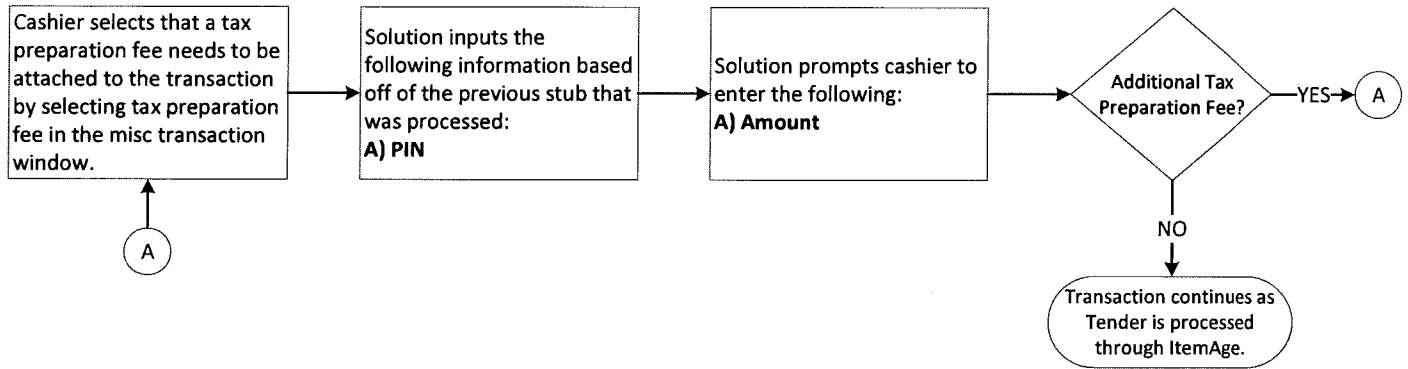 Cashier selects that a tax
preparation fee needs to be
attached to the transaction
by selecting tax preparation
fee in the misc transaction
window.
A
Solution inputs the
following information based
off of the previous stub that
was processed:
A) PIN
Solution prompts cashier to
enter the following:
A) Amount
Additional Tax
Preparation Fee?
YES
A
NO
Transaction continues as
Tender is processed
through ItemAge.